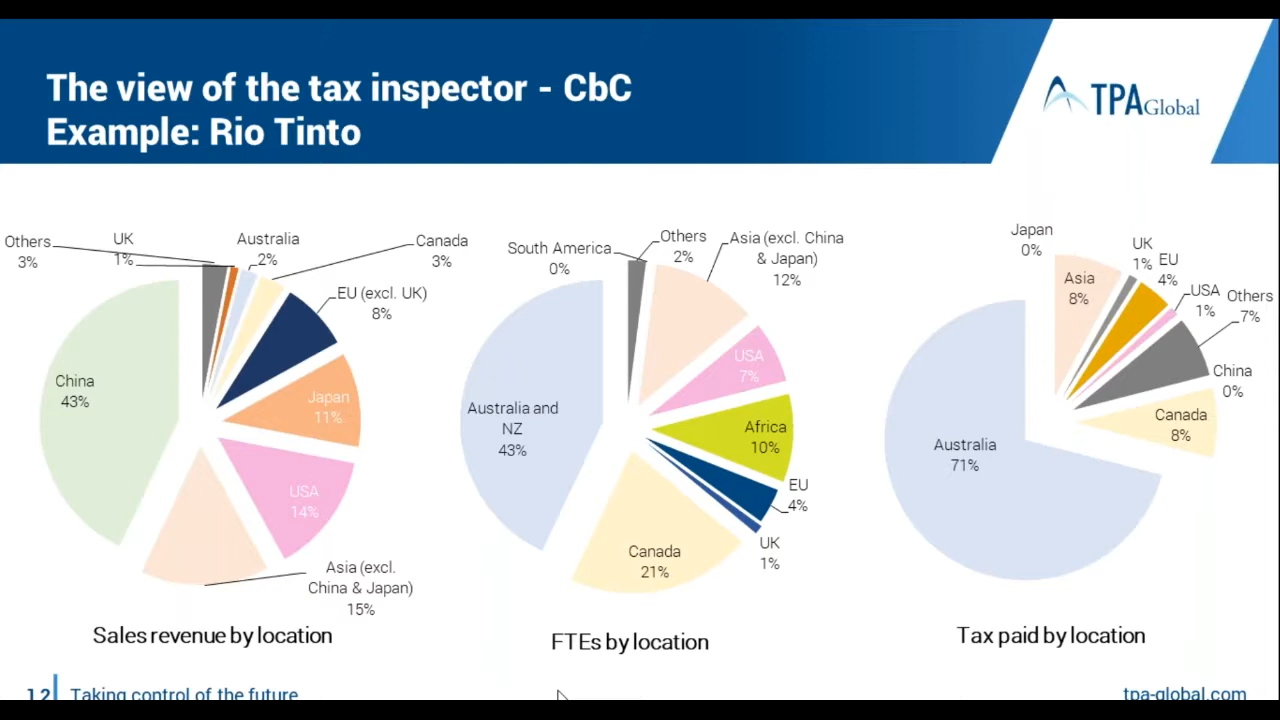 The view of the tax inspector - CbC
Example: Rio Tinto
TPAGlobal
Others
3%
UK
1%
Australia
2%
Canada
3%
EU (excl. UK)
8%
Japan
11%
USA
14%
Asia (excl.
China & Japan)
15%
China
43%
Sales revenue by location
South America
0%
Others
2%
Asia (excl. China
& Japan)
12%
USA
7%
Africa
10%
EU
4%
UK
1%
Canada
21%
Australia and
NZ
43%
FTEs by location
Japan
0%
Asia
8%
UK
1%
EU
4%
USA
1%
Others
7%
China
0%
Canada
8%
Australia
71%
Tax paid by location
12
Taking control of the future
tpa-global.com